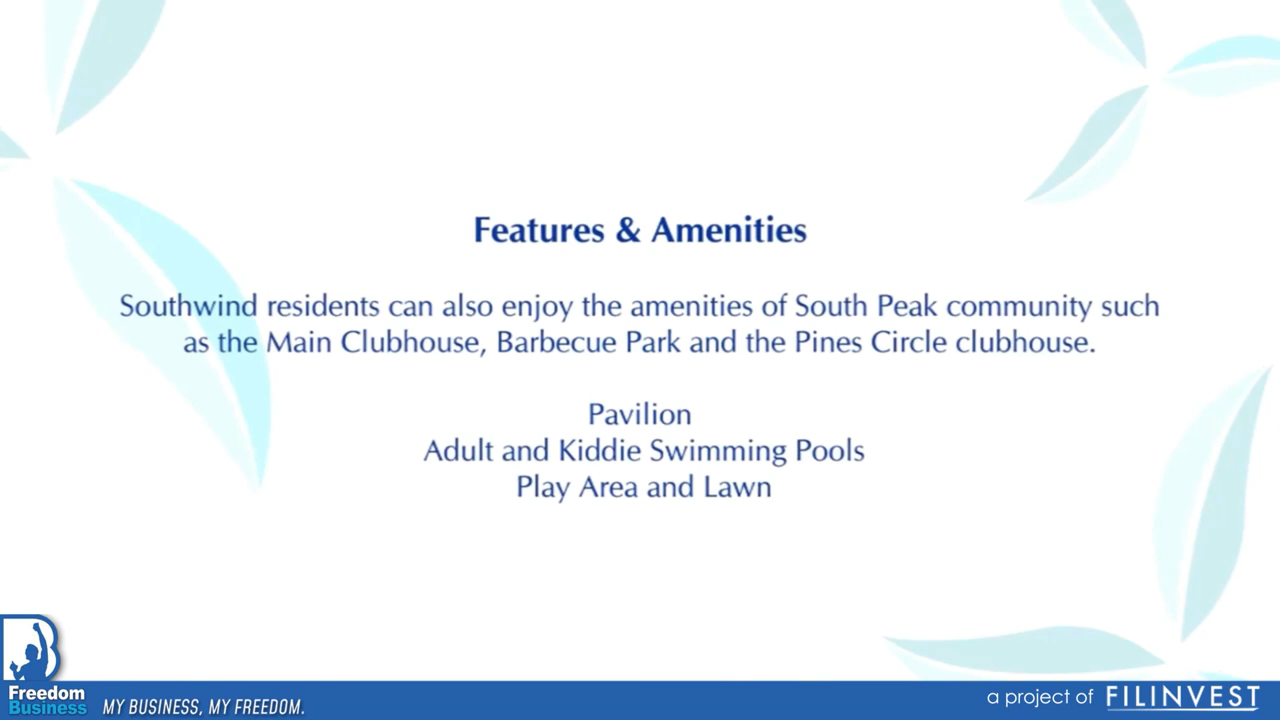 Features & Amenities
Southwind residents can also enjoy the amenities of South Peak community such
as the Main Clubhouse, Barbecue Park and the Pines Circle clubhouse.
Pavilion
Adult and Kiddie Swimming Pools
Play Area and Lawn
Freedom
Business
MY BUSINESS, MY FREEDOM.
a project of FILINVEST